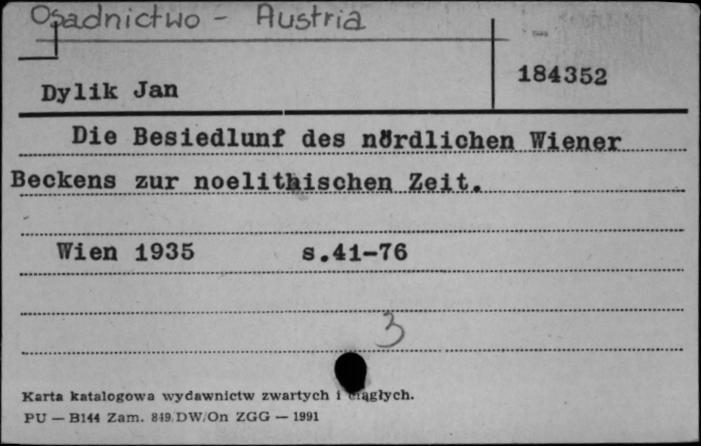 Osadnictwo - Austria
184352
Dylik Jan
Die Besiedlunf des nördlichen Wiener
Beckens zur noelithischen Zeit.
Wien 1935 s.41-76
3
Karta katalogowa wydawnictw zwartych i ciągłych.
PU — B144 Zam. 849/DW/On ZGG — 1991